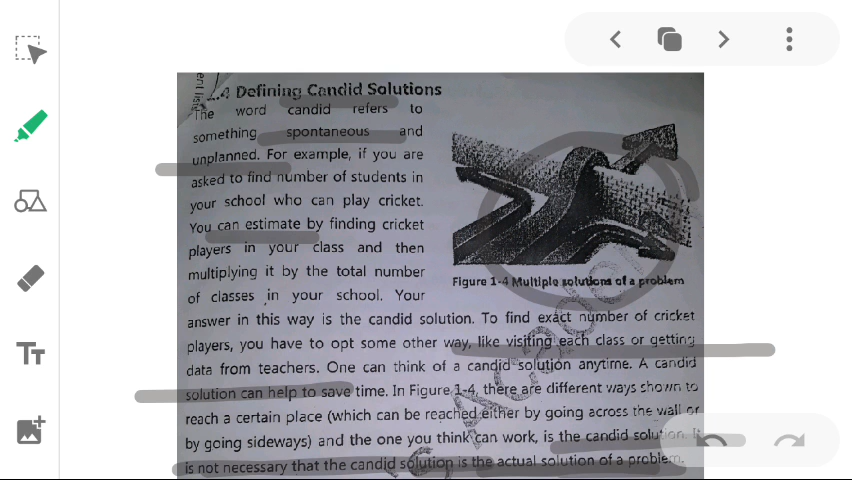 .4 Defining Candid Solutions
The word candid refers to
something spontaneous and
unplanned. For example, if you are
asked to find number of students in
your school who can play cricket.
You can estimate by finding cricket
players in your class and then
multiplying it by the total number
of classes in your school. Your
Figure 1-4 Multiple solutions of a problem
answer in this way is the candid solution. To find exact number of cricket
players, you have to opt some other way, like visiting each class or getting
data from teachers. One can think of a candid solution anytime. A candid
solution can help to save time. In Figure 1-4, there are different ways shown to
reach a certain place (which can be reached either by going across the wall or
by going sideways) and the one you think can work, is the candid solution. It
is not necessary that the candid solution is the actual solution of a problem.
Tт